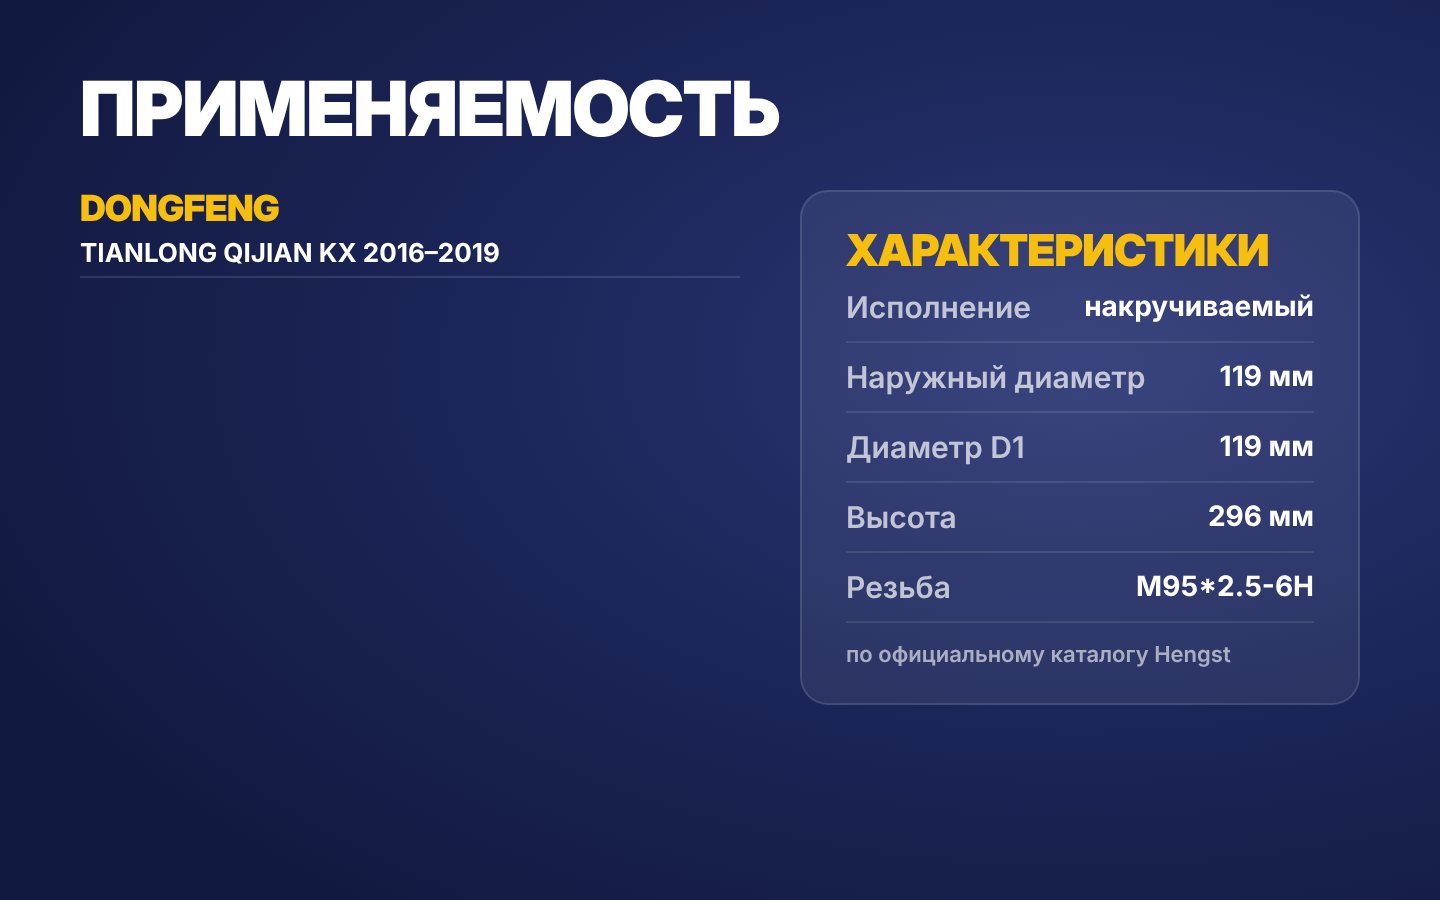 ПРИМЕНЯЕМОСТЬ
DONGFENG
TIANLONG QIJIAN KX 2016–2019
ХАРАКТЕРИСТИКИ
Исполнение накручиваемый
Наружный диаметр 119 мм
Диаметр D1 119 мм
Высота 296 мм
Резьба M95*2.5-6H
по официальному каталогу Hengst